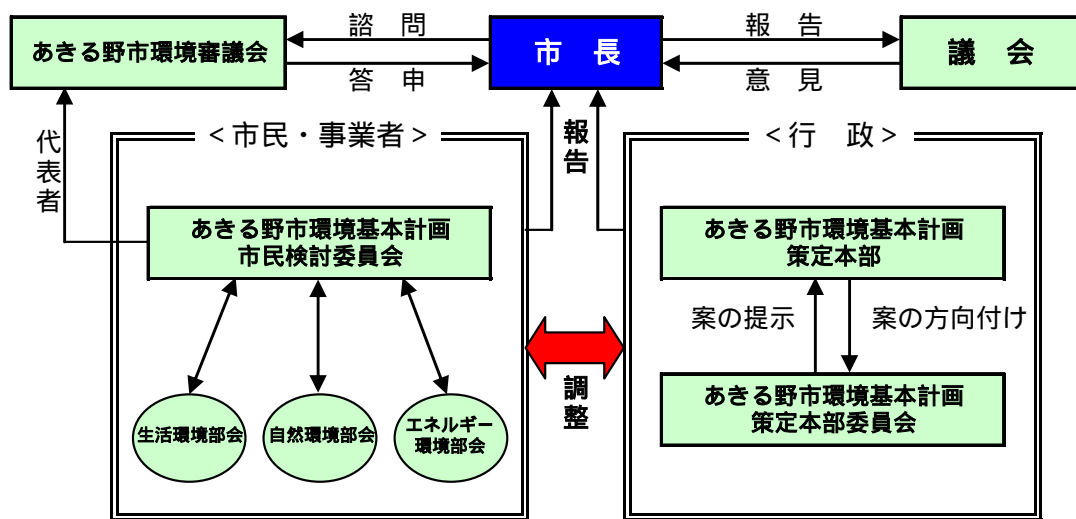 諮 問
報 告
あきる野市環境審議会
市 長
議 会
答 申
意 見
代表者
<市民・事業者>
報告
<行 政>
あきる野市環境基本計画
市民検討委員会
あきる野市環境基本計画
策定本部
案の提示
案の方向付け
調整
あきる野市環境基本計画
策定本部委員会
生活環境部会
自然環境部会
エネルギー
環境部会